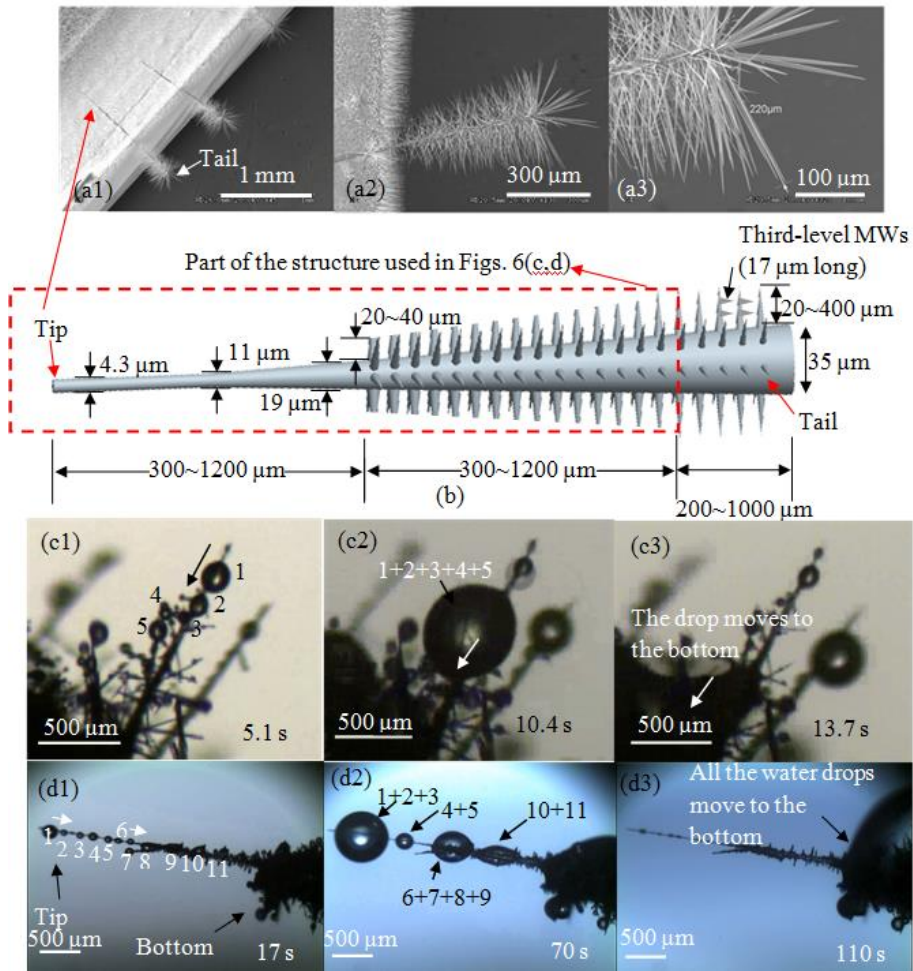 Tail
(a1)
1 mm
(a2)
300 μm
220μm
(a3)
100 μm
Third-level MWs
(17 μm long)
Part of the structure used in Figs. 6(c,d)
20~400 μm
20~40 μm
Tip
4.3 μm
11 μm
35 μm
19 μm
Tail
300~1200 μm
300~1200 μm
(b)
200~1000 μm
(c1)
1
4
2
5
3
500 μm
5.1 s
(c2)
1+2+3+4+5
500 μm
10.4 s
(c3)
The drop moves to
the bottom
500 μm
13.7 s
(d1)
6
1
2
3
4
5
7
8
9
10
11
Tip
Bottom
500 μm
17 s
(d2)
1+2+3
4+5
10+11
6+7+8+9
500 μm
70 s
(d3)
All the water drops
move to the
bottom
500 μm
110 s